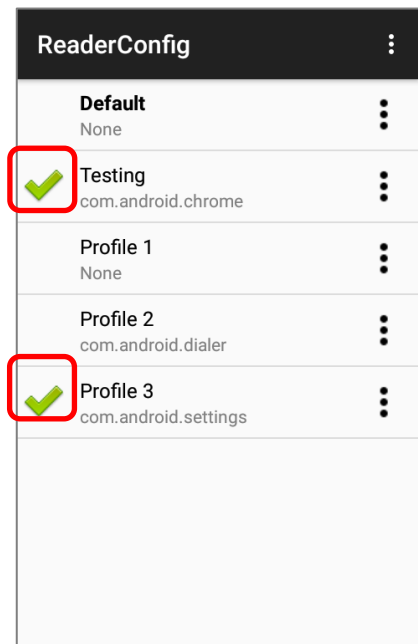 ReaderConfig
Default
None
Testing
com.android.chrome
Profile 1
None
Profile 2
com.android.dialer
Profile 3
com.android.settings